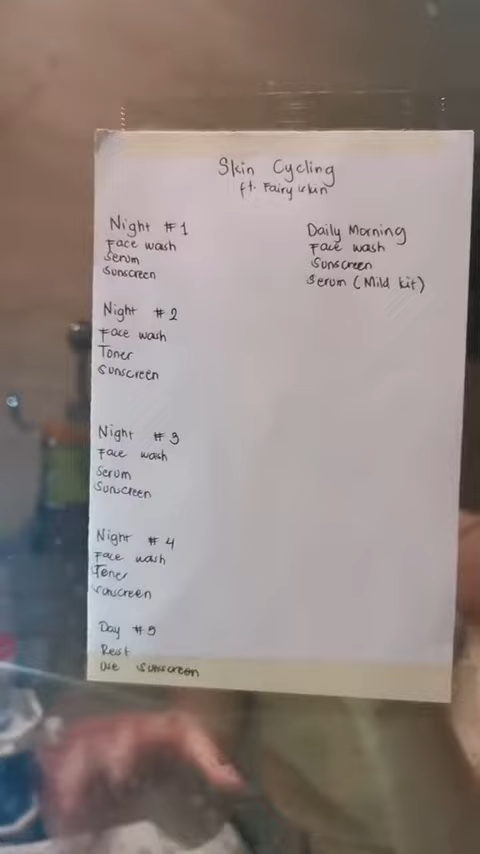 Skin Cycling
ft. Fairy skin
Night #1
Face wash
Serum
Sunscreen
Night #2
Face wash
Toner
Sunscreen
Night #3
Face wash
Serum
Sunscreen
Night #4
Face wash
Toner
Sunscreen
Day #5
Rest
Use sunscreen
Daily Morning
Face wash
Sunscreen
Serum (Mild kit)